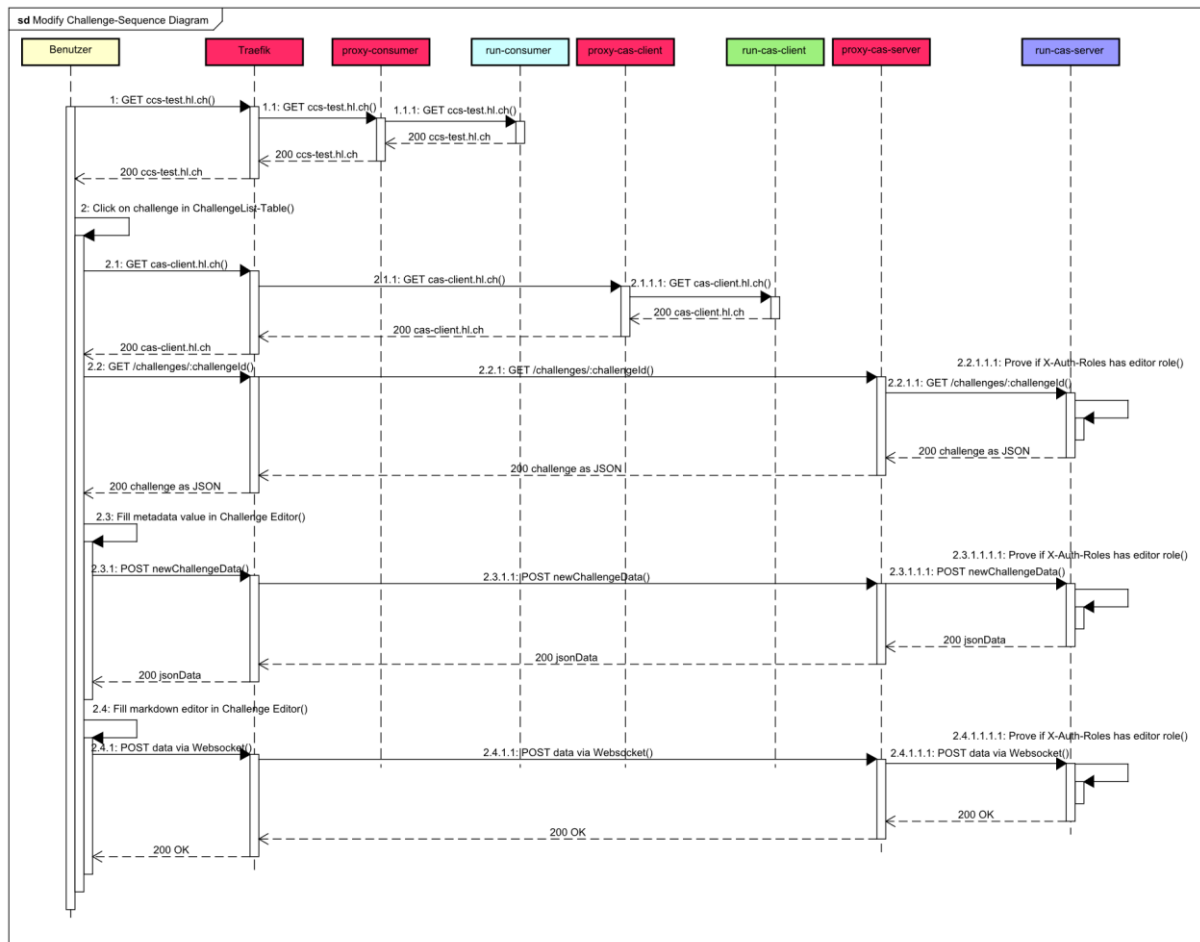 sd Modify Challenge-Sequence Diagram
Benutzer
Traefik
proxy-consumer
run-consumer
proxy-cas-client
run-cas-client
proxy-cas-server
run-cas-server
1: GET ccs-test.hl.ch()
1.1: GET ccs-test.hl.ch()
1.1.1: GET ccs-test.hl.ch()
200 ccs-test.hl.ch
200 ccs-test.hl.ch
200 ccs-test.hl.ch
2: Click on challenge in ChallengeList-Table()
2.1: GET cas-client.hl.ch()
2.1.1: GET cas-client.hl.ch()
2.1.1.1: GET cas-client.hl.ch()
200 cas-client.hl.ch
200 cas-client.hl.ch
200 cas-client.hl.ch
2.2: GET /challenges/:challengeId()
2.2.1: GET /challenges/:challengeId()
2.2.1.1.1: Prove if X-Auth-Roles has editor role()
2.2.1.1: GET /challenges/:challengeId()
200 challenge as JSON
200 challenge as JSON
200 challenge as JSON
2.3: Fill metadata value in Challenge Editor()
2.3.1.1.1.1: Prove if X-Auth-Roles has editor role()
2.3.1: POST newChallengeData()
2.3.1.1: POST newChallengeData()
2.3.1.1.1: POST newChallengeData()
200 jsonData
200 jsonData
200 jsonData
2.4: Fill markdown editor in Challenge Editor()
2.4.1.1.1.1: Prove if X-Auth-Roles has editor role()
2.4.1: POST data via Websocket()
2.4.1.1: POST data via Websocket()
2.4.1.1.1: POST data via Websocket()
200 OK
200 OK
200 OK